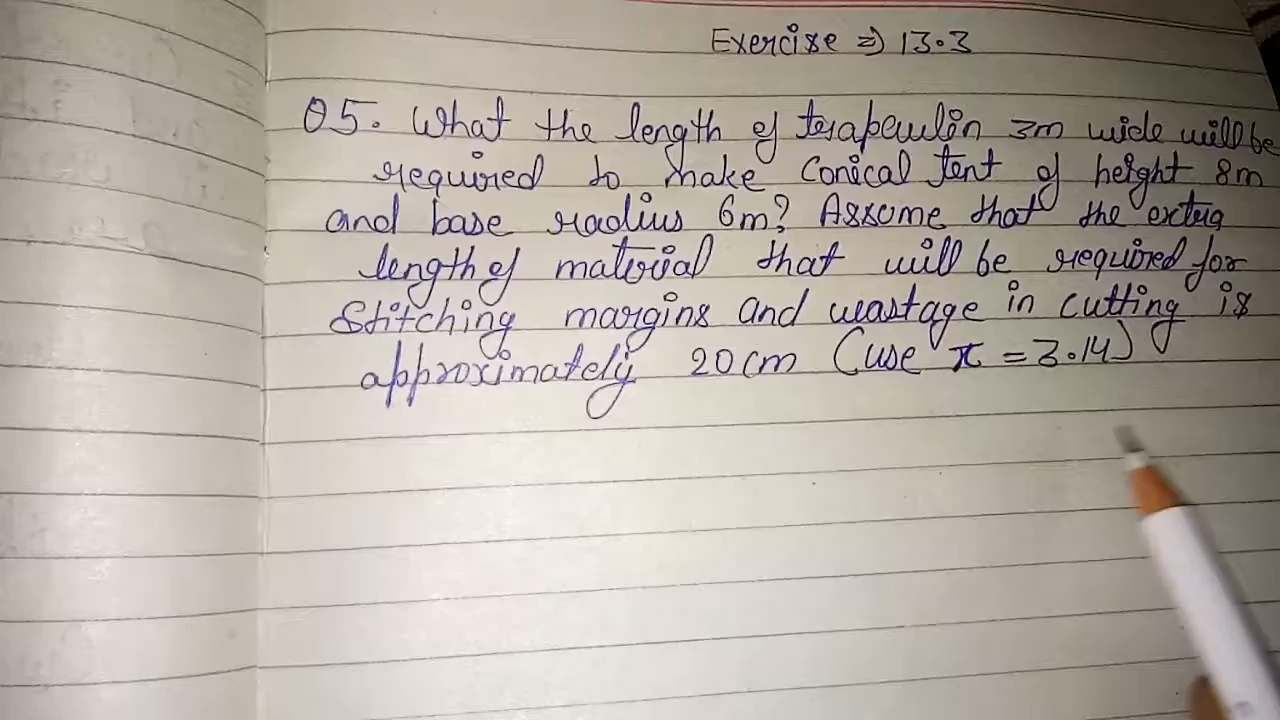 Exercise ⇒ 13.3
Q5. What the length of terapaulin 3m wide will be
required to make Conical tent of height 8m
and base radius 6m? Assume that the extra
length of material that will be required for
Stitching margins and weastage in cutting is
approximately 20cm (use π = 3.14)